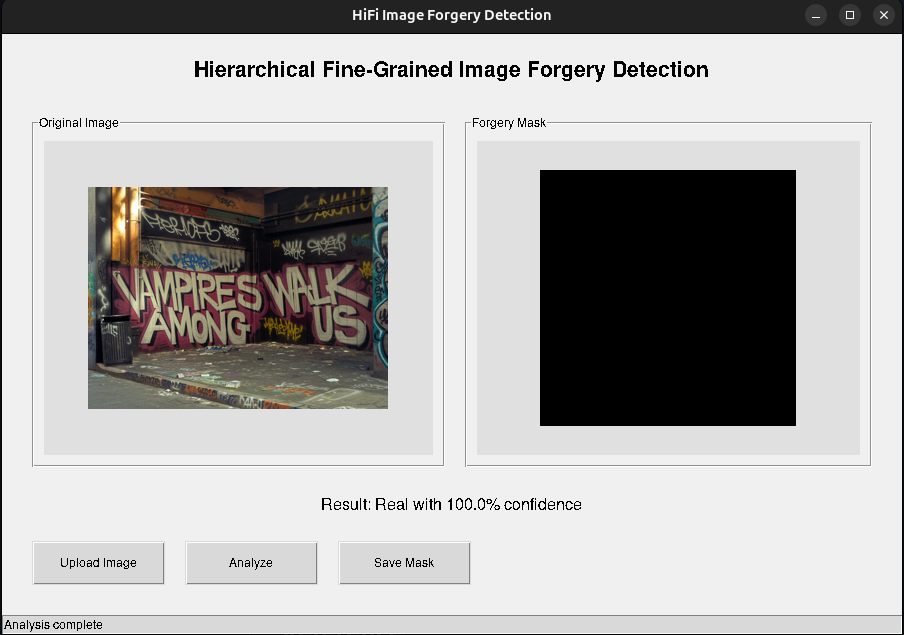 HiFi Image Forgery Detection
Hierarchical Fine-Grained Image Forgery Detection
Original Image
Forgery Mask
VAMPIRES WALK
AMONG US
Result: Real with 100.0% confidence
Upload Image
Analyze
Save Mask
Analysis complete